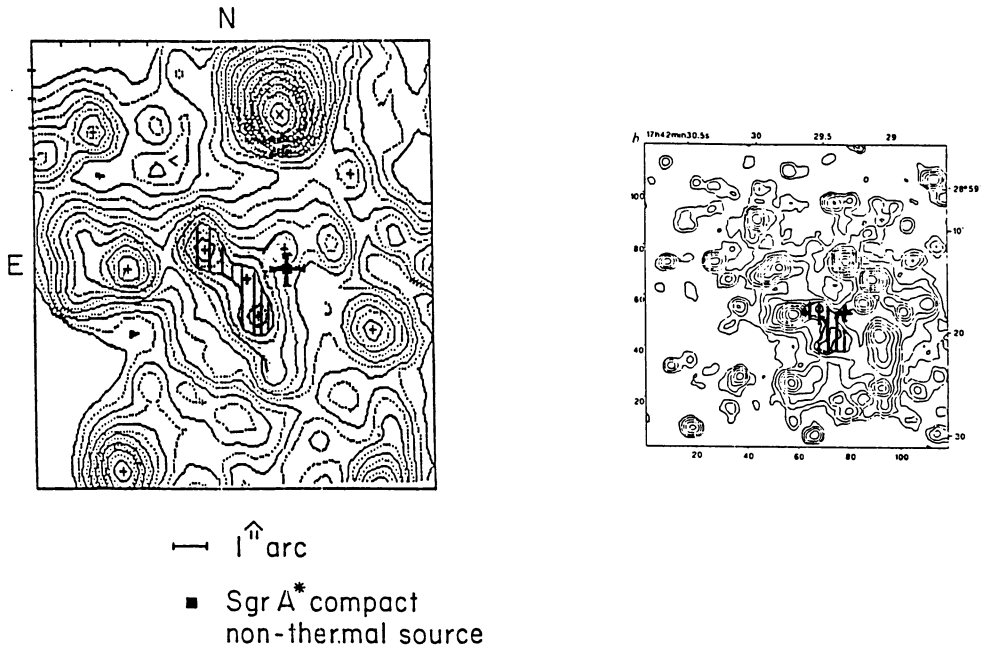 N
E
1" arc
■ Sgr A* compact
non-thermal source
h 17h42min30.5s 30 29.5 29
28°59'
100
80
60
40
20
10'
20
30
20 40 60 80 100